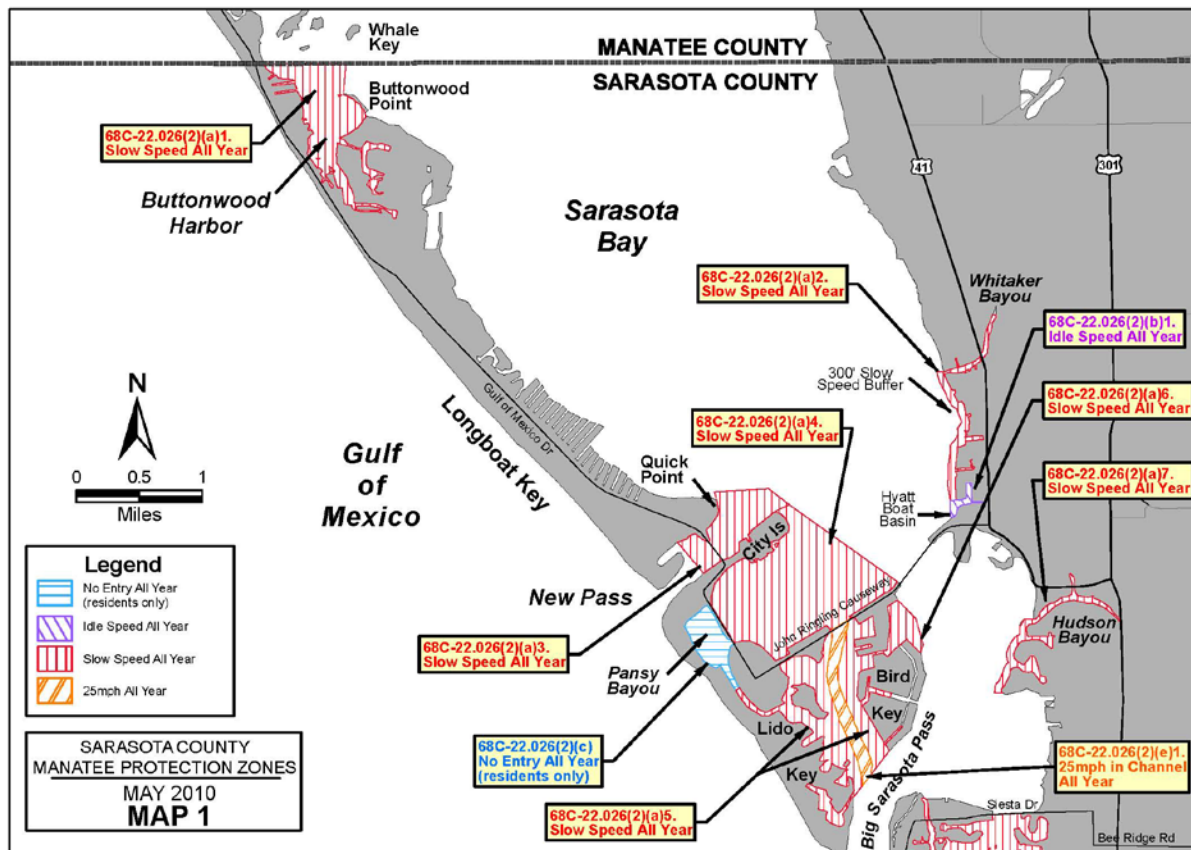 Whale
Key
MANATEE COUNTY
SARASOTA COUNTY
Buttonwood
Point
68C-22.026(2)(a)1.
Slow Speed All Year
Buttonwood
Harbor
41
301
Sarasota
Bay
68C-22.026(2)(a)2.
Slow Speed All Year
Whitaker
Bayou
68C-22.026(2)(b)1.
Idle Speed All Year
300' Slow
Speed Buffer
68C-22.026(2)(a)6.
Slow Speed All Year
N
0 0.5 1
Miles
Gulf of Mexico Dr
Longboat Key
68C-22.026(2)(a)4.
Slow Speed All Year
Gulf
of
Mexico
Quick
Point
68C-22.026(2)(a)7.
Slow Speed All Year
Hyatt
Boat
Basin
City Is
Legend
No Entry All Year
(residents only)
Idle Speed All Year
Slow Speed All Year
25mph All Year
New Pass
John Ringling Causeway
Hudson
Bayou
68C-22.026(2)(a)3.
Slow Speed All Year
Pansy
Bayou
Bird
Key
Lido
Key
68C-22.026(2)(c)
No Entry All Year
(residents only)
Big Sarasota Pass
68C-22.026(2)(e)1.
25mph in Channel
All Year
SARASOTA COUNTY
MANATEE PROTECTION ZONES
MAY 2010
MAP 1
68C-22.026(2)(a)5.
Slow Speed All Year
Siesta Dr
Bee Ridge Rd